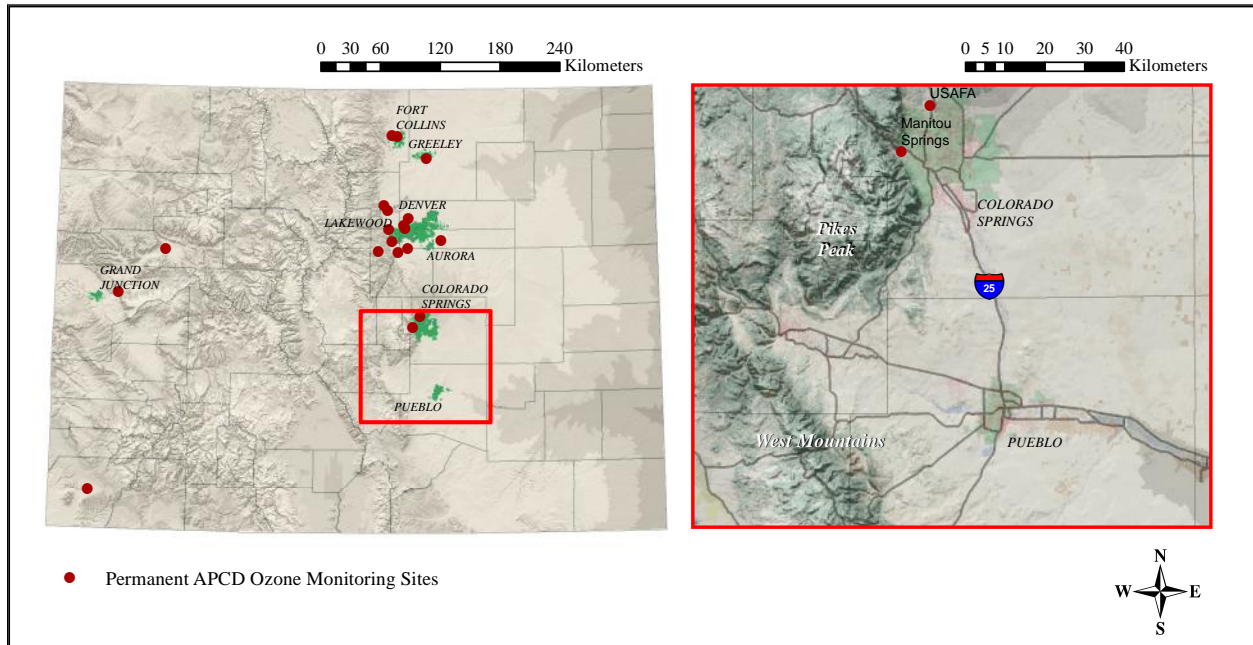 0 30 60 120 180 240
Kilometers
0 5 10 20 30 40
Kilometers
FORT
COLLINS
GREELEY
DENVER
LAKEWOOD
AURORA
GRAND
JUNCTION
COLORADO
SPRINGS
PUEBLO
USAFA
Manitou
Springs
COLORADO
SPRINGS
Pikes
Peak
25
West Mountains
PUEBLO
Permanent APCD Ozone Monitoring Sites
N
W E
S